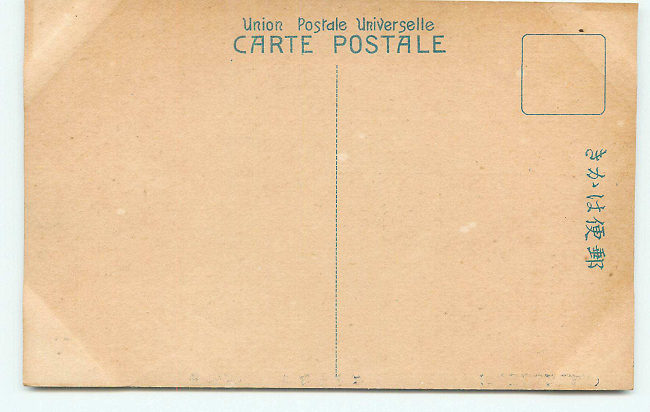 Union Postale Universelle
CARTE POSTALE
郵便はかき